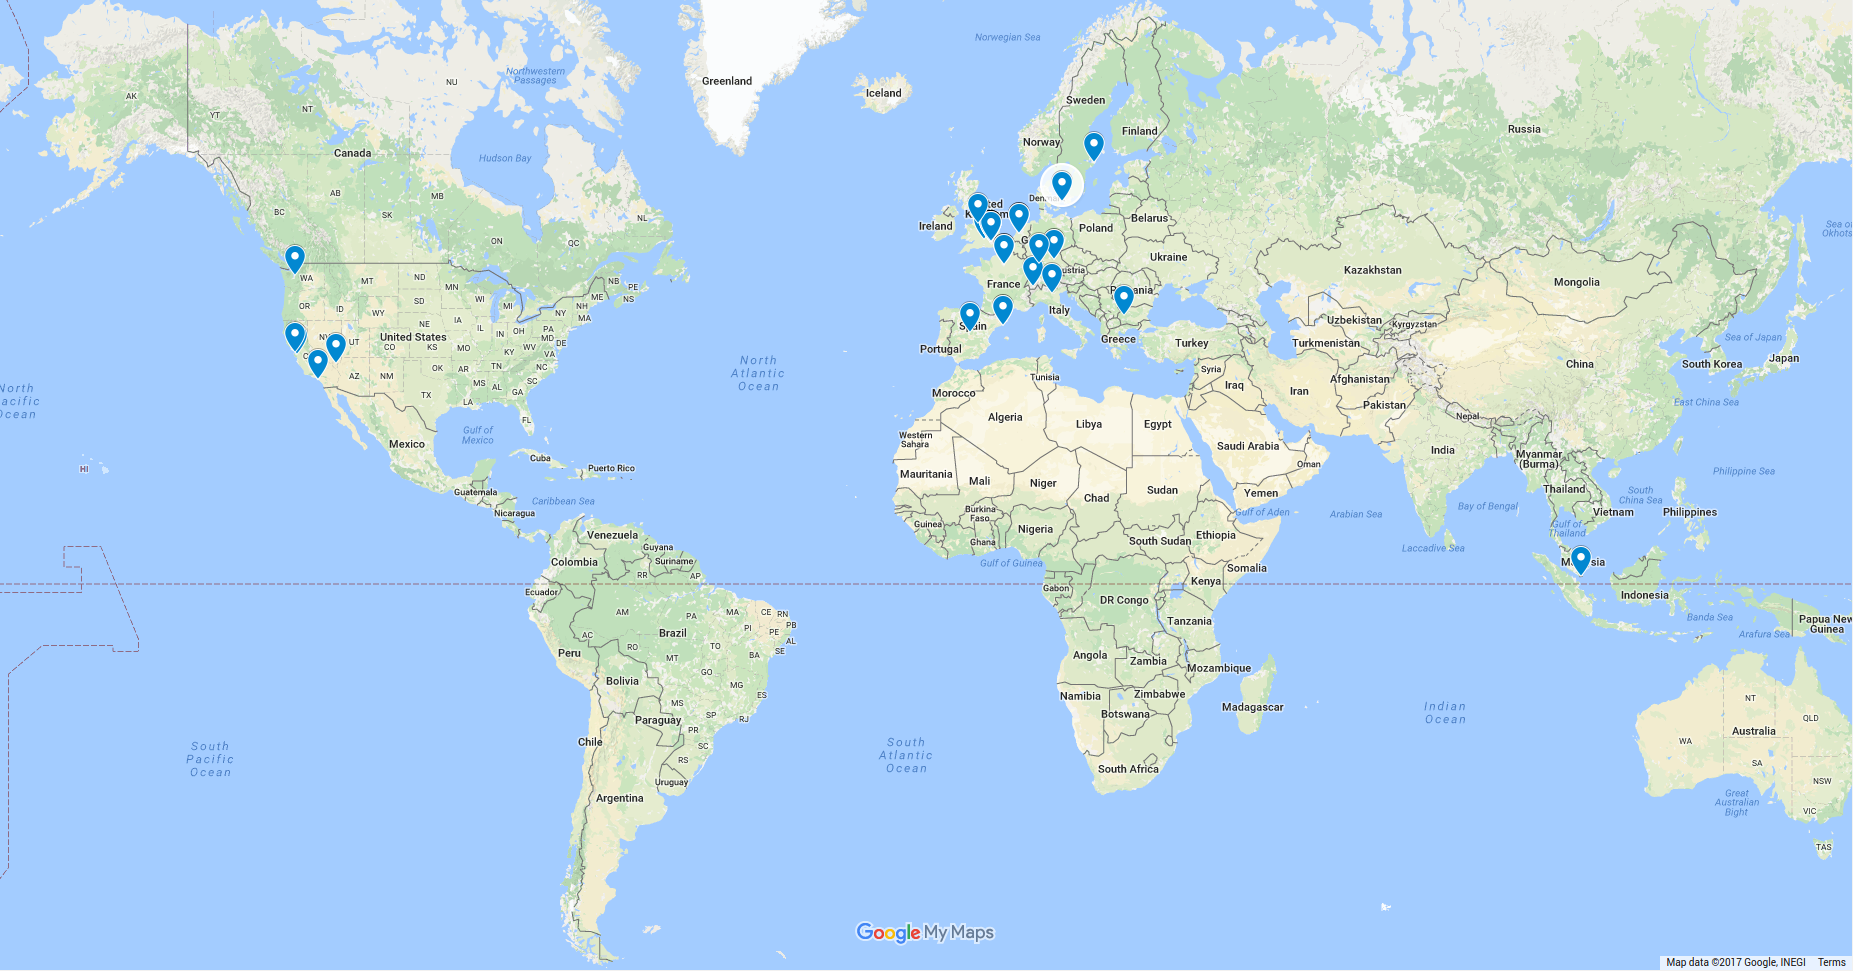 Norwegian Sea
Greenland
Iceland
Northwestern
Passages
NU
AK
NT
YT
Sweden
Finland
Norway
Russia
Canada
Hudson Bay
AB
MB
BC
SK
NL
ON
QC
Ireland
Belarus
Poland
Ukraine
France
Italy
Portugal
Greece
Turkey
Kazakhstan
Mongolia
Uzbekistan
Kyrgyzstan
Turkmenistan
Sea of
Okhots
WA
MT
ND
MN
OR
ID
SD
WI
MI
WY
NB
PE
ME
NS
NH
NY
MA
NE
IA
IL
IN
OH
PA
UT
United States
CO
KS
MO
KY
WV
MD
DE
VA
AZ
NM
OK
AR
TN
NC
MS
AL
SC
TX
LA
GA
FL
North
Atlantic
Ocean
North
acific
Ocean
HI
Gulf of
Mexico
Mexico
Cuba
Puerto Rico
Guatemala
Caribbean Sea
Nicaragua
Syria
Iraq
Iran
Afghanistan
Pakistan
China
South Korea
Sea of Japan
Japan
East China Sea
Nepal
India
Tunisia
Morocco
Algeria
Libya
Egypt
Saudi Arabia
Western
Sahara
Oman
Mauritania
Mali
Niger
Chad
Sudan
Yemen
Gulf of Aden
Arabian Sea
Bay of Bengal
Myanmar
(Burma)
Thailand
Vietnam
South
China Sea
Philippine Sea
Philippines
Gulf of
Thailand
Laccadive Sea
Burkina
Faso
Guinea
Ghana
Nigeria
Ethiopia
South Sudan
Gulf of Guinea
Somalia
Gabon
Kenya
DR Congo
Tanzania
Indonesia
Papua New
Guinea
Banda Sea
Arafura Sea
Venezuela
Guyana
Colombia
Suriname
RR
AP
Ecuador
AM
PA
MA
CE
RN
PI
PB
PE
AL
SE
Brazil
AC
RO
TO
BA
Peru
MT
GO
Bolivia
MG
ES
MS
SP
RJ
Paraguay
PR
SC
Chile
RS
Uruguay
Argentina
Angola
Zambia
Mozambique
Namibia
Zimbabwe
Botswana
Madagascar
South Africa
South
Pacific
Ocean
South
Atlantic
Ocean
Indian
Ocean
NT
QLD
Australia
WA
SA
NSW
Great
Australian
Bight
VIC
TAS
Google My Maps
Map data ©2017 Google, INEGI Terms